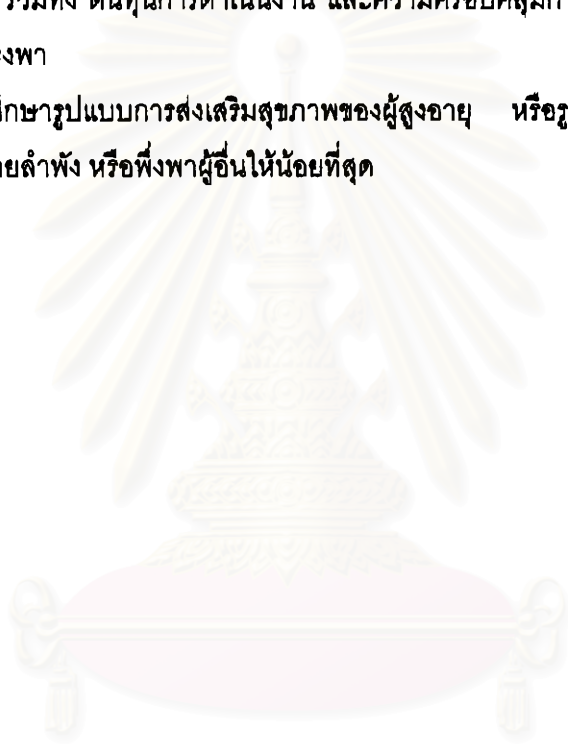 รวมทั้ง ต้นทุนการดำเนินงาน และความครอบคลุม
งพา
ึกษารูปแบบการส่งเสริมสุขภาพของผู้สูงอายุ หรือรู
ยลำพัง หรือพึ่งพาผู้อื่นให้น้อยที่สุด